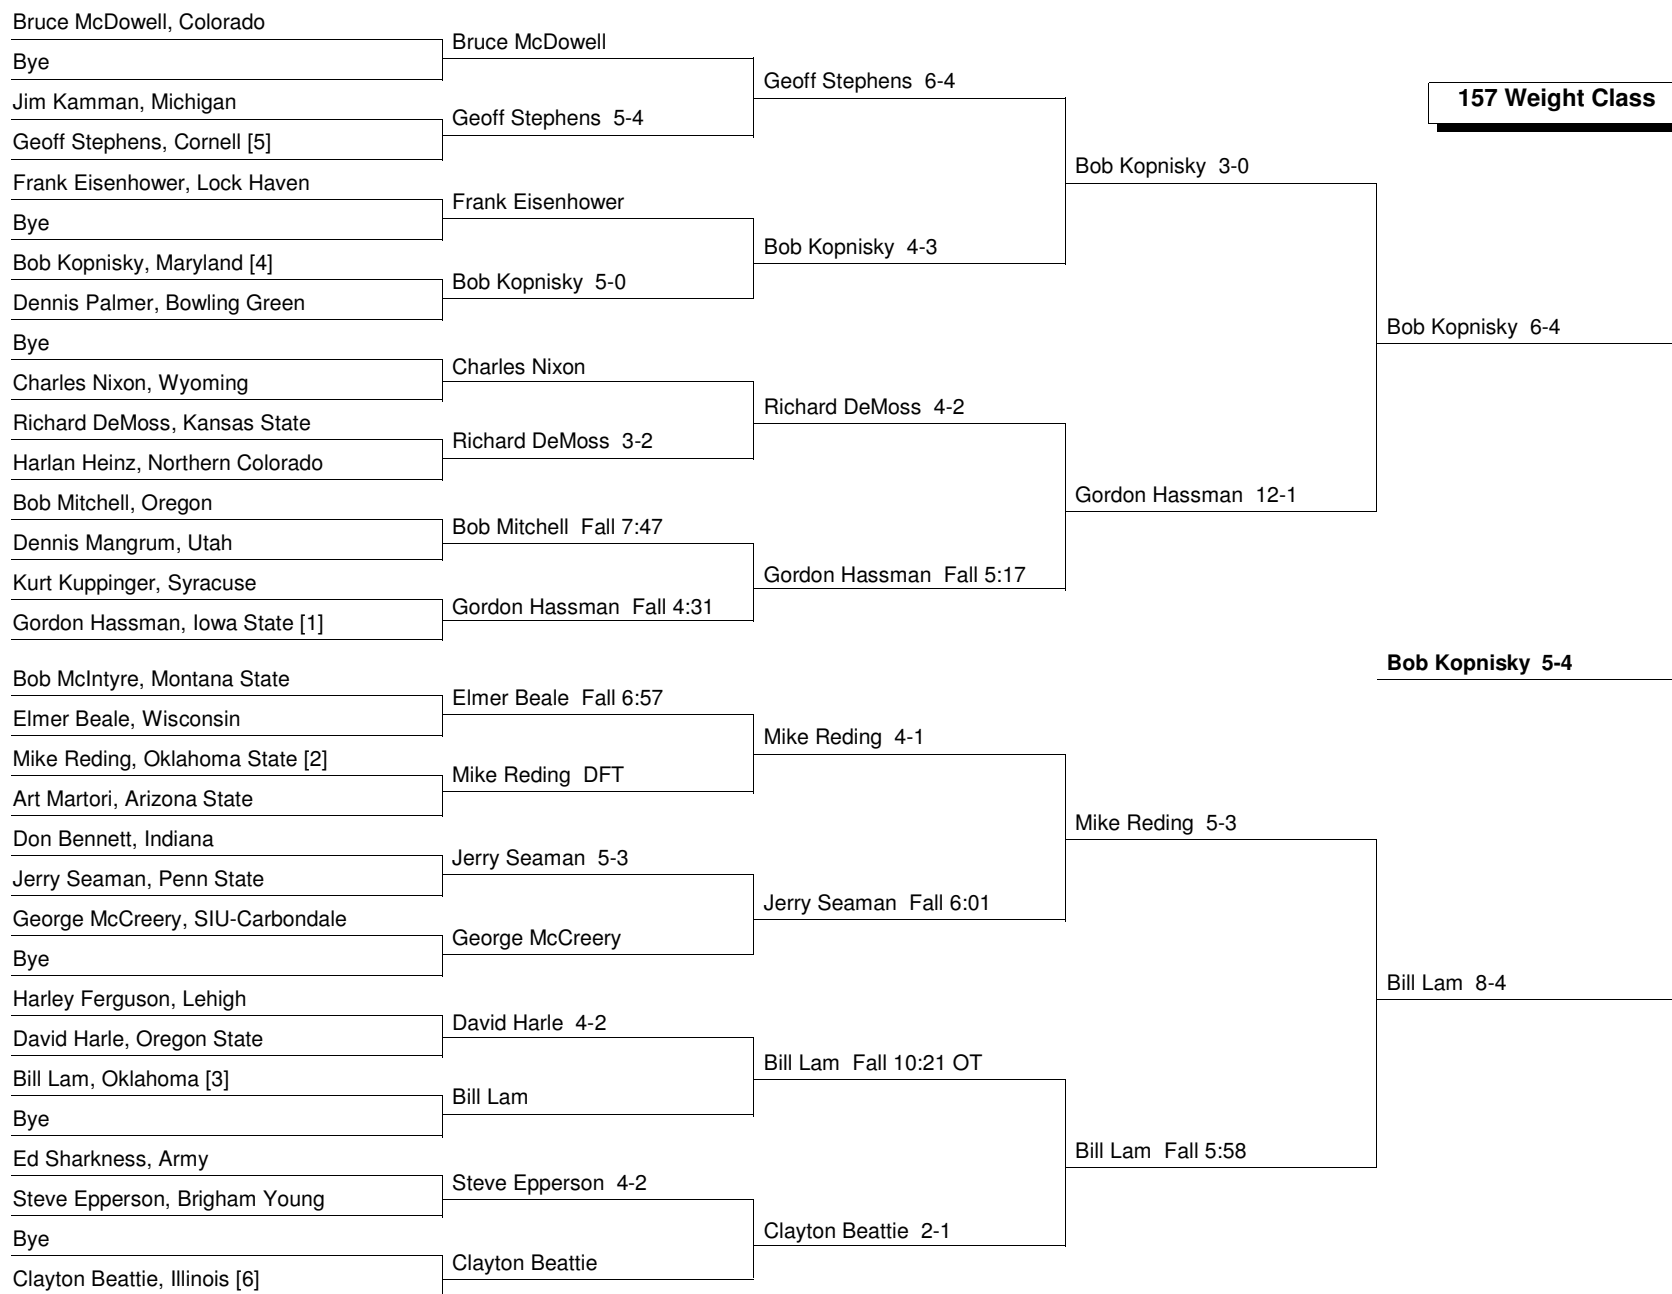 Bruce McDowell, Colorado
Bye
Jim Kamman, Michigan
Geoff Stephens, Cornell [5]
Frank Eisenhower, Lock Haven
Bye
Bob Kopnisky, Maryland [4]
Dennis Palmer, Bowling Green
Bye
Charles Nixon, Wyoming
Richard DeMoss, Kansas State
Harlan Heinz, Northern Colorado
Bob Mitchell, Oregon
Dennis Mangrum, Utah
Kurt Kuppinger, Syracuse
Gordon Hassman, Iowa State [1]
Bob McIntyre, Montana State
Elmer Beale, Wisconsin
Mike Reding, Oklahoma State [2]
Art Martori, Arizona State
Don Bennett, Indiana
Jerry Seaman, Penn State
George McCreery, SIU-Carbondale
Bye
Harley Ferguson, Lehigh
David Harle, Oregon State
Bill Lam, Oklahoma [3]
Bye
Ed Sharkness, Army
Steve Epperson, Brigham Young
Bye
Clayton Beattie, Illinois [6]
Bruce McDowell
Geoff Stephens 5-4
Frank Eisenhower
Bob Kopnisky 5-0
Charles Nixon
Richard DeMoss 3-2
Bob Mitchell Fall 7:47
Gordon Hassman Fall 4:31
Elmer Beale Fall 6:57
Mike Reding DFT
Jerry Seaman 5-3
George McCreery
David Harle 4-2
Bill Lam
Steve Epperson 4-2
Clayton Beattie
Geoff Stephens 6-4
Bob Kopnisky 4-3
Richard DeMoss 4-2
Gordon Hassman Fall 5:17
Mike Reding 4-1
Jerry Seaman Fall 6:01
Bill Lam Fall 10:21 OT
Clayton Beattie 2-1
Bob Kopnisky 3-0
Gordon Hassman 12-1
Mike Reding 5-3
Bill Lam Fall 5:58
157 Weight Class
Bob Kopnisky 6-4
Bob Kopnisky 5-4
Bill Lam 8-4